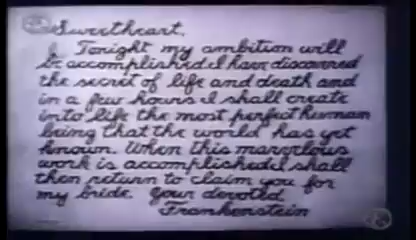 Sweetheart,
Tonight my ambition will
be accomplished. I have discovered
the secret of life and death and
in a few hours I shall create
into life the most perfect human
being that the world has yet
known. When this marvelous
work is accomplished I shall
then return to claim you for
my bride. Your devoted
Frankenstein